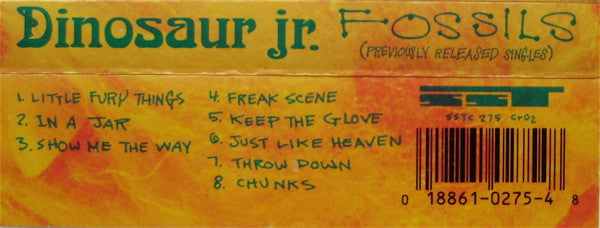 Dinosaur jr. FOSSILS
(PREVIOUSLY RELEASED SINGLES)
1. LITTLE FURY THINGS
2. IN A JAR
3. SHOW ME THE WAY
4. FREAK SCENE
5. KEEP THE GLOVE
6. JUST LIKE HEAVEN
7. THROW DOWN
8. CHUNKS
SST
SSTC 275 CrO2
0 18861-0275-4 8